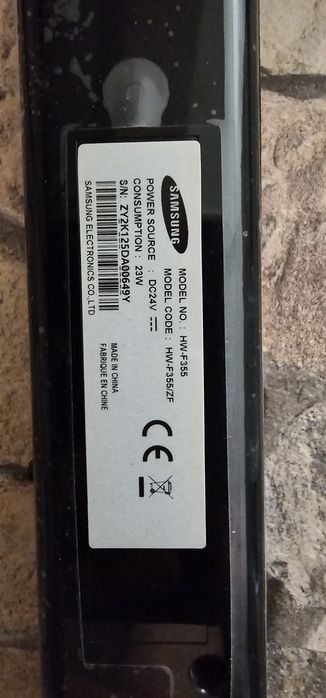 SAMSUNG
MODEL NO. : HW-F355
MODEL CODE : HW-F355/ZF
POWER SOURCE : DC24V
CONSUMPTION : 23W
S/N: ZY2K125DA00649Y
SAMSUNG ELECTRONICS CO.,LTD
MADE IN CHINA
FABRIQUE EN CHINE
CE